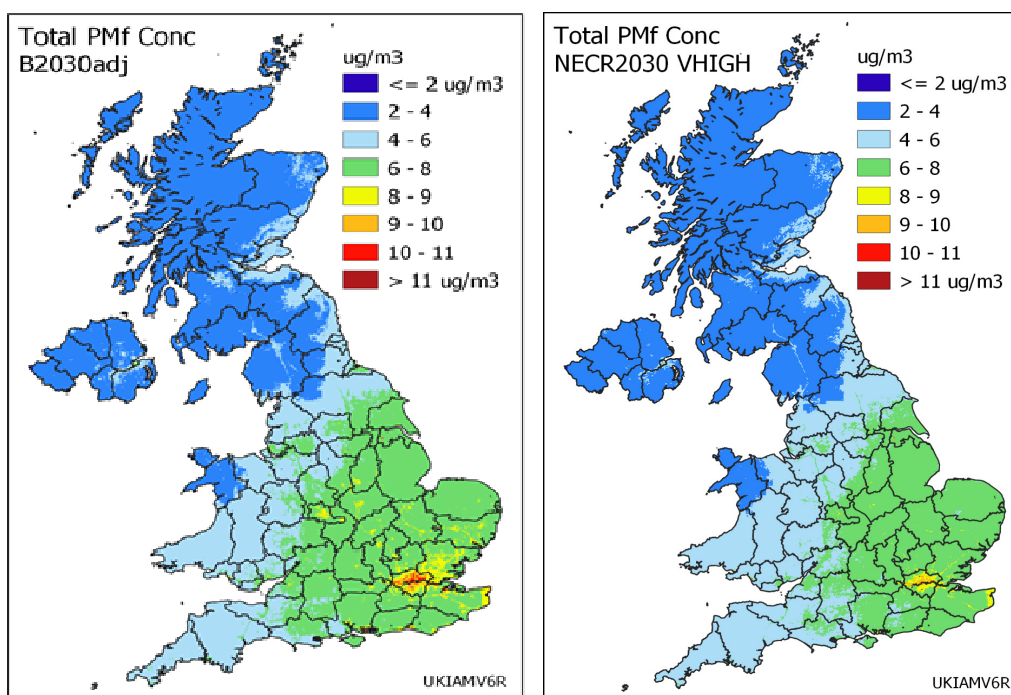 Total PMf Conc
B2030adj
ug/m3
<= 2 ug/m3
2 - 4
4 - 6
6 - 8
8 - 9
9 - 10
10 - 11
> 11 ug/m3
UKIAMV6R
Total PMf Conc
NECR2030 VHIGH
ug/m3
<= 2 ug/m3
2 - 4
4 - 6
6 - 8
8 - 9
9 - 10
10 - 11
> 11 ug/m3
UKIAMV6R